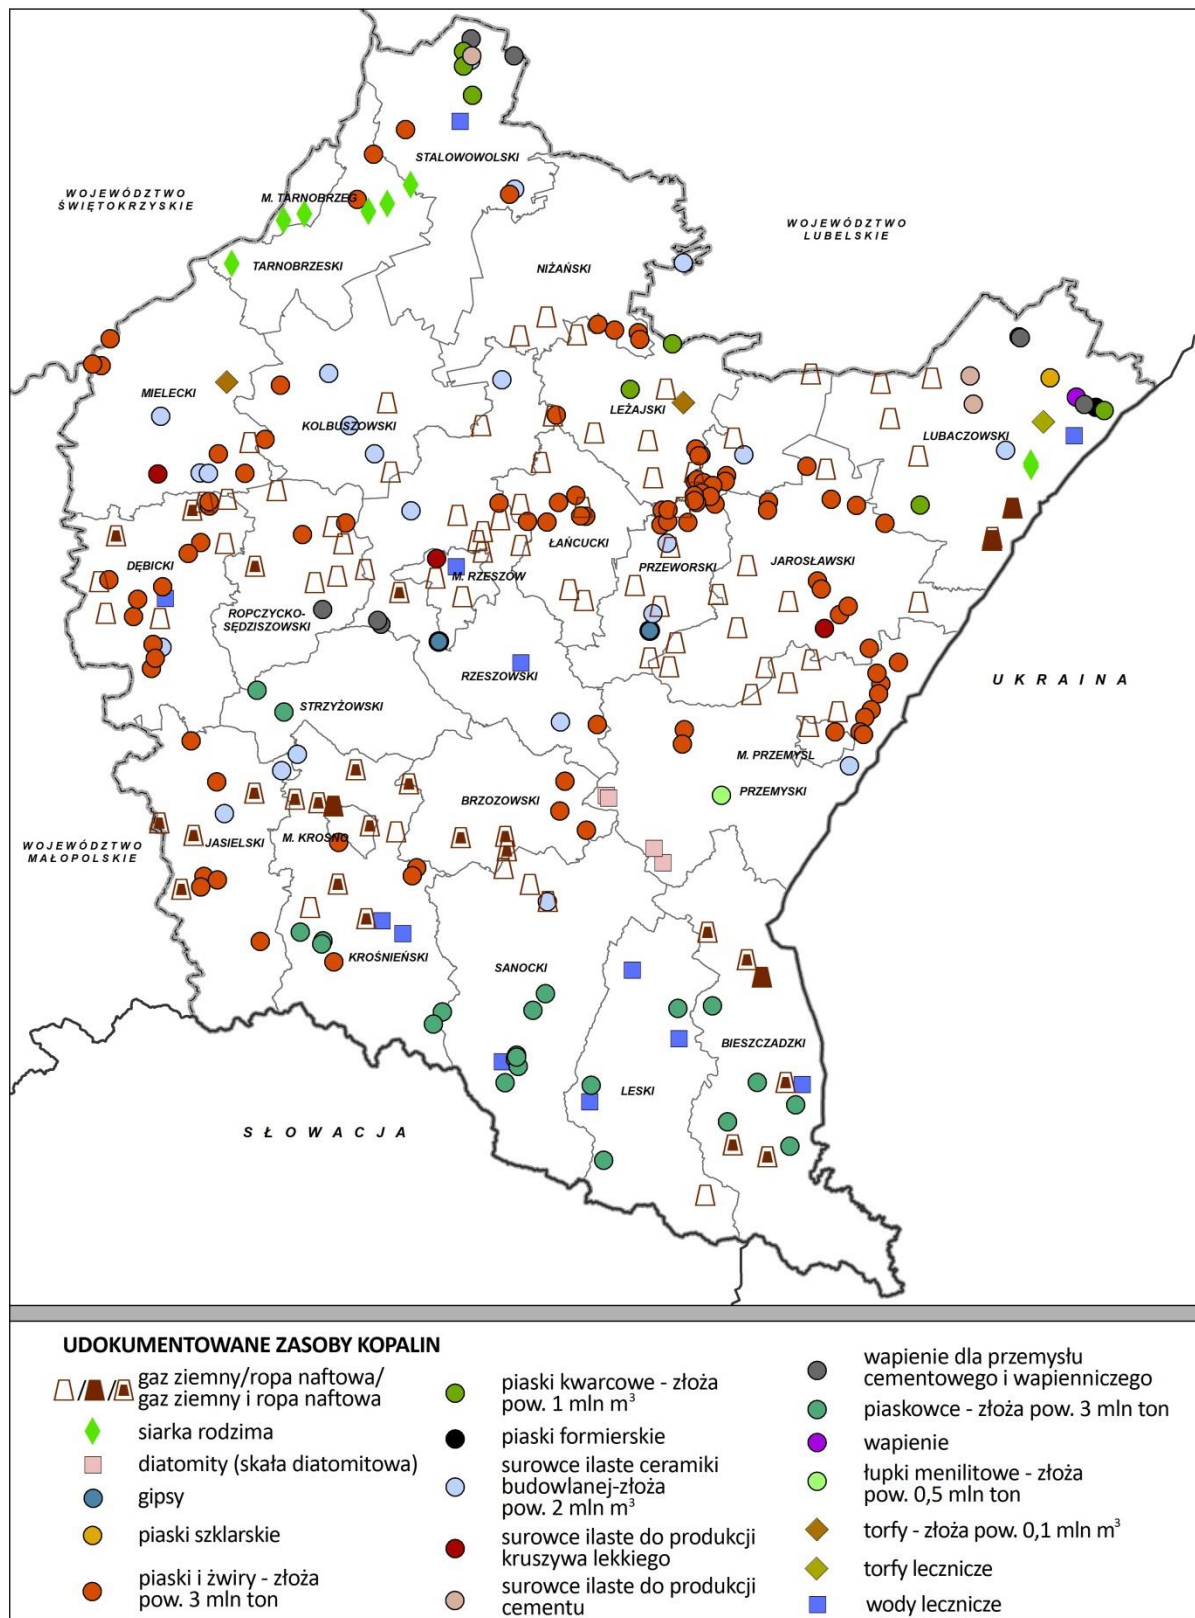 STALOWOWOLSKI
WOJEWÓDZTWO
ŚWIĘTOKRZYSKIE
M. TARNOBRZEG
WOJEWÓDZTWO
LUBELSKIE
TARNOBRZESKI
NIŻAŃSKI
MIELECKI
KOLBUSZOWSKI
LEŻAJSKI
LUBACZOWSKI
ŁAŃCUCKI
DĘBICKI
M. RZESZÓW
PRZEWORSKI
JAROSŁAWSKI
ROPCZYCKO-
SĘDZISZOWSKI
RZESZOWSKI
UKRAINA
STRZYŻOWSKI
M. PRZEMYŚL
BRZOZOWSKI
PRZEMYSKI
WOJEWÓDZTWO
MAŁOPOLSKIE
JASIELSKI
M. KROSNO
KROŚNIEŃSKI
SANOCKI
BIESZCZADZKI
LESKI
SŁOWACJA
UDOKUMENTOWANE ZASOBY KOPALIN
gaz ziemny/ropa naftowa/
gaz ziemny i ropa naftowa
siarka rodzima
diatomity (skała diatomitowa)
gipsy
piaski szklarskie
piaski i żwiry - złoża
pow. 3 mln ton
piaski kwarcowe - złoża
pow. 1 mln m³
piaski formierskie
surowce ilaste ceramiki
budowlanej-złoża
pow. 2 mln m³
surowce ilaste do produkcji
kruszywa lekkiego
surowce ilaste do produkcji
cementu
wapienie dla przemysłu
cementowego i wapienniczego
piaskowce - złoża pow. 3 mln ton
wapienie
łupki menilitowe - złoża
pow. 0,5 mln ton
torfy - złoża pow. 0,1 mln m³
torfy lecznicze
wody lecznicze